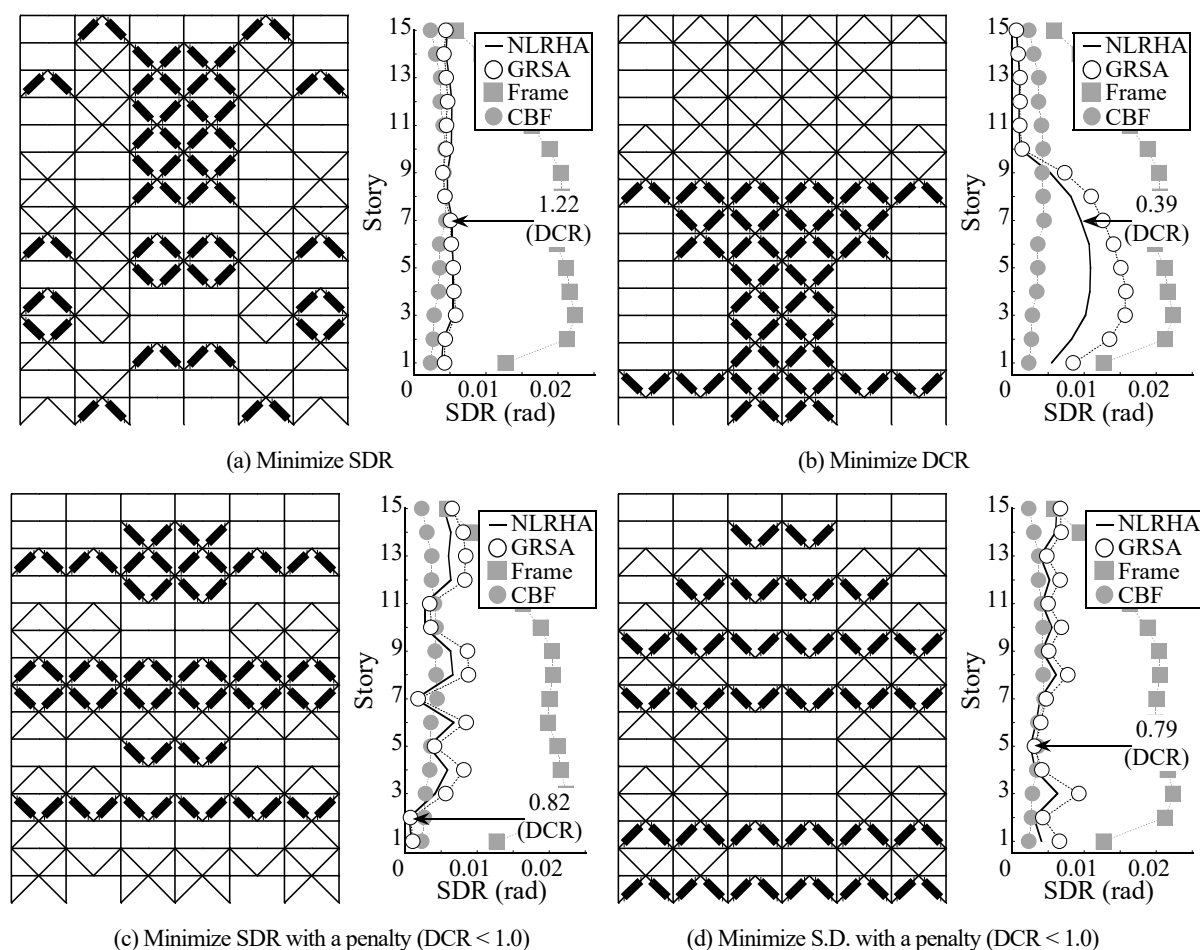 15
13
11
9
7
5
3
1
Story
NLRHA
GRSA
Frame
CBF
1.22
(DCR)
0
0.01
0.02
SDR (rad)
(a) Minimize SDR
15
13
11
9
7
5
3
1
Story
NLRHA
GRSA
Frame
CBF
0.39
(DCR)
0
0.01
0.02
SDR (rad)
(b) Minimize DCR
15
13
11
9
7
5
3
1
Story
NLRHA
GRSA
Frame
CBF
0.82
(DCR)
0
0.01
0.02
SDR (rad)
(c) Minimize SDR with a penalty (DCR < 1.0)
15
13
11
9
7
5
3
1
Story
NLRHA
GRSA
Frame
CBF
0.79
(DCR)
0
0.01
0.02
SDR (rad)
(d) Minimize S.D. with a penalty (DCR < 1.0)